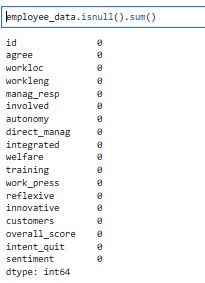 employee_data.isnull().sum()
id 0
agree 0
workloc 0
workleng 0
manag_resp 0
involved 0
autonomy 0
direct_manag 0
integrated 0
welfare 0
training 0
work_press 0
reflexive 0
innovative 0
customers 0
overall_score 0
intent_quit 0
sentiment 0
dtype: int64